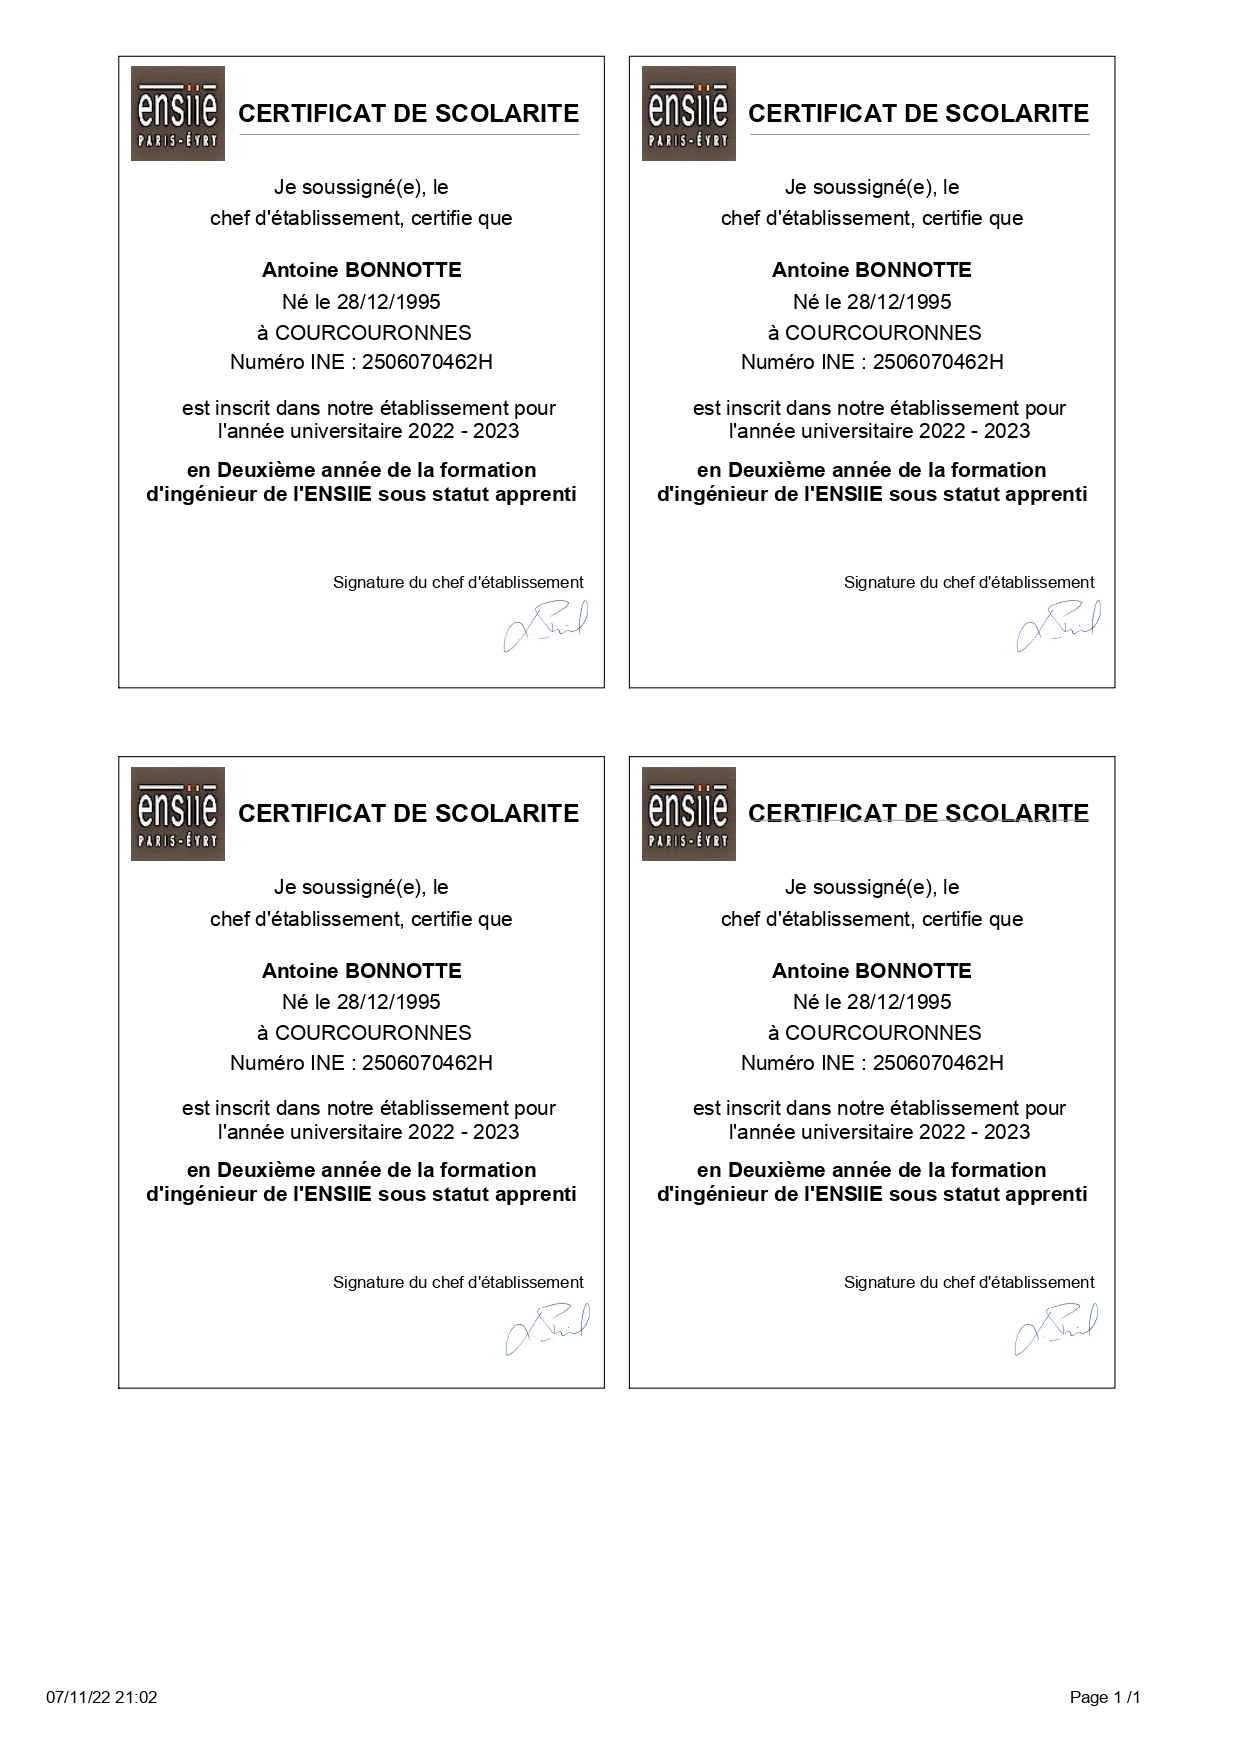 ensiie
PARIS-ÉVRY
CERTIFICAT DE SCOLARITE
Je soussigné(e), le
chef d'établissement, certifie que
Antoine BONNOTTE
Né le 28/12/1995
à COURCOURONNES
Numéro INE : 2506070462H
est inscrit dans notre établissement pour
l'année universitaire 2022 - 2023
en Deuxième année de la formation
d'ingénieur de l'ENSIIE sous statut apprenti
Signature du chef d'établissement
ensiie
PARIS-ÉVRY
CERTIFICAT DE SCOLARITE
Je soussigné(e), le
chef d'établissement, certifie que
Antoine BONNOTTE
Né le 28/12/1995
à COURCOURONNES
Numéro INE : 2506070462H
est inscrit dans notre établissement pour
l'année universitaire 2022 - 2023
en Deuxième année de la formation
d'ingénieur de l'ENSIIE sous statut apprenti
Signature du chef d'établissement
ensiie
PARIS-ÉVRY
CERTIFICAT DE SCOLARITE
Je soussigné(e), le
chef d'établissement, certifie que
Antoine BONNOTTE
Né le 28/12/1995
à COURCOURONNES
Numéro INE : 2506070462H
est inscrit dans notre établissement pour
l'année universitaire 2022 - 2023
en Deuxième année de la formation
d'ingénieur de l'ENSIIE sous statut apprenti
Signature du chef d'établissement
ensiie
PARIS-ÉVRY
CERTIFICAT DE SCOLARITE
Je soussigné(e), le
chef d'établissement, certifie que
Antoine BONNOTTE
Né le 28/12/1995
à COURCOURONNES
Numéro INE : 2506070462H
est inscrit dans notre établissement pour
l'année universitaire 2022 - 2023
en Deuxième année de la formation
d'ingénieur de l'ENSIIE sous statut apprenti
Signature du chef d'établissement
07/11/22 21:02
Page 1 /1